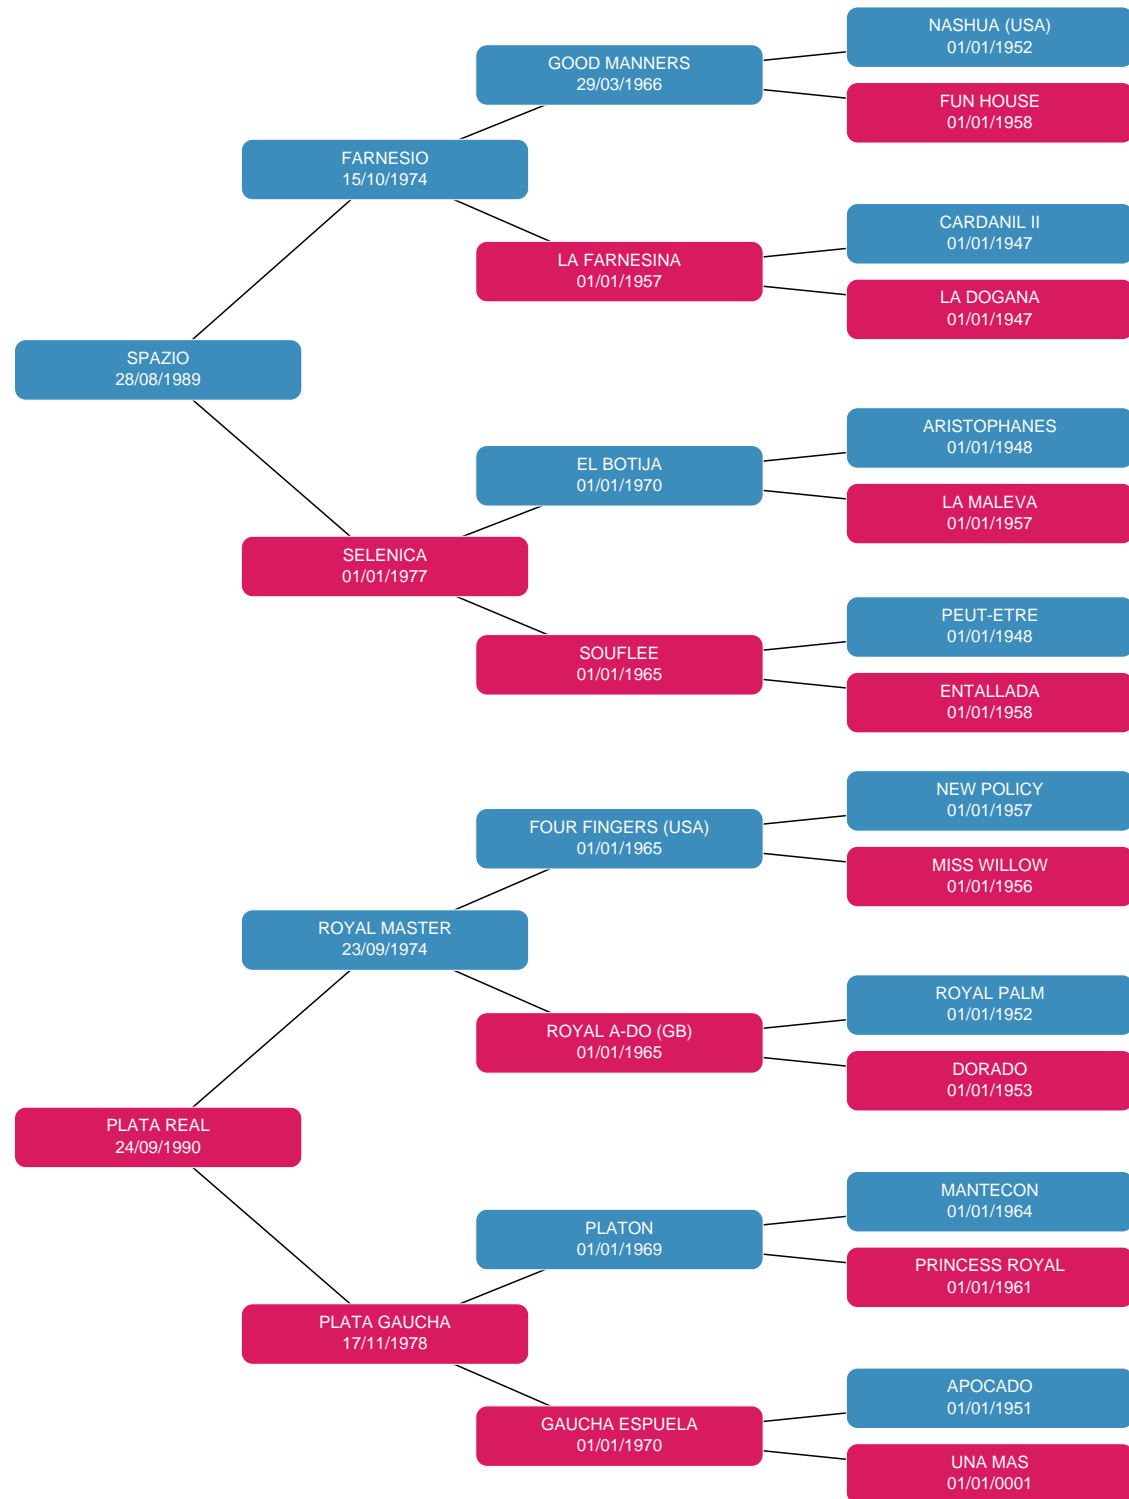 NASHUA (USA)
01/01/1952
GOOD MANNERS
29/03/1966
FUN HOUSE
01/01/1958
FARNESIO
15/10/1974
CARDANIL II
01/01/1947
LA FARNESINA
01/01/1957
LA DOGANA
01/01/1947
SPAZIO
28/08/1989
ARISTOPHANES
01/01/1948
EL BOTIJA
01/01/1970
LA MALEVA
01/01/1957
SELENICA
01/01/1977
PEUT-ETRE
01/01/1948
SOUFLEE
01/01/1965
ENTALLADA
01/01/1958
NEW POLICY
01/01/1957
FOUR FINGERS (USA)
01/01/1965
MISS WILLOW
01/01/1956
ROYAL MASTER
23/09/1974
ROYAL PALM
01/01/1952
ROYAL A-DO (GB)
01/01/1965
DORADO
01/01/1953
PLATA REAL
24/09/1990
MANTECON
01/01/1964
PLATON
01/01/1969
PRINCESS ROYAL
01/01/1961
PLATA GAUCHA
17/11/1978
APOCADO
01/01/1951
GAUCHA ESPUELA
01/01/1970
UNA MAS
01/01/0001